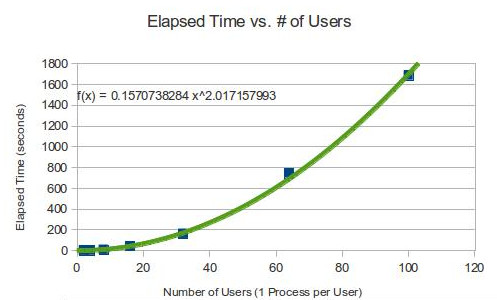 Elapsed Time vs. # of Users
Elapsed Time (seconds)
1800
1600
f(x) = 0.1570738284 x^2.017157993
1400
1200
1000
800
600
400
200
0
0 20 40 60 80 100 120
Number of Users (1 Process per User)